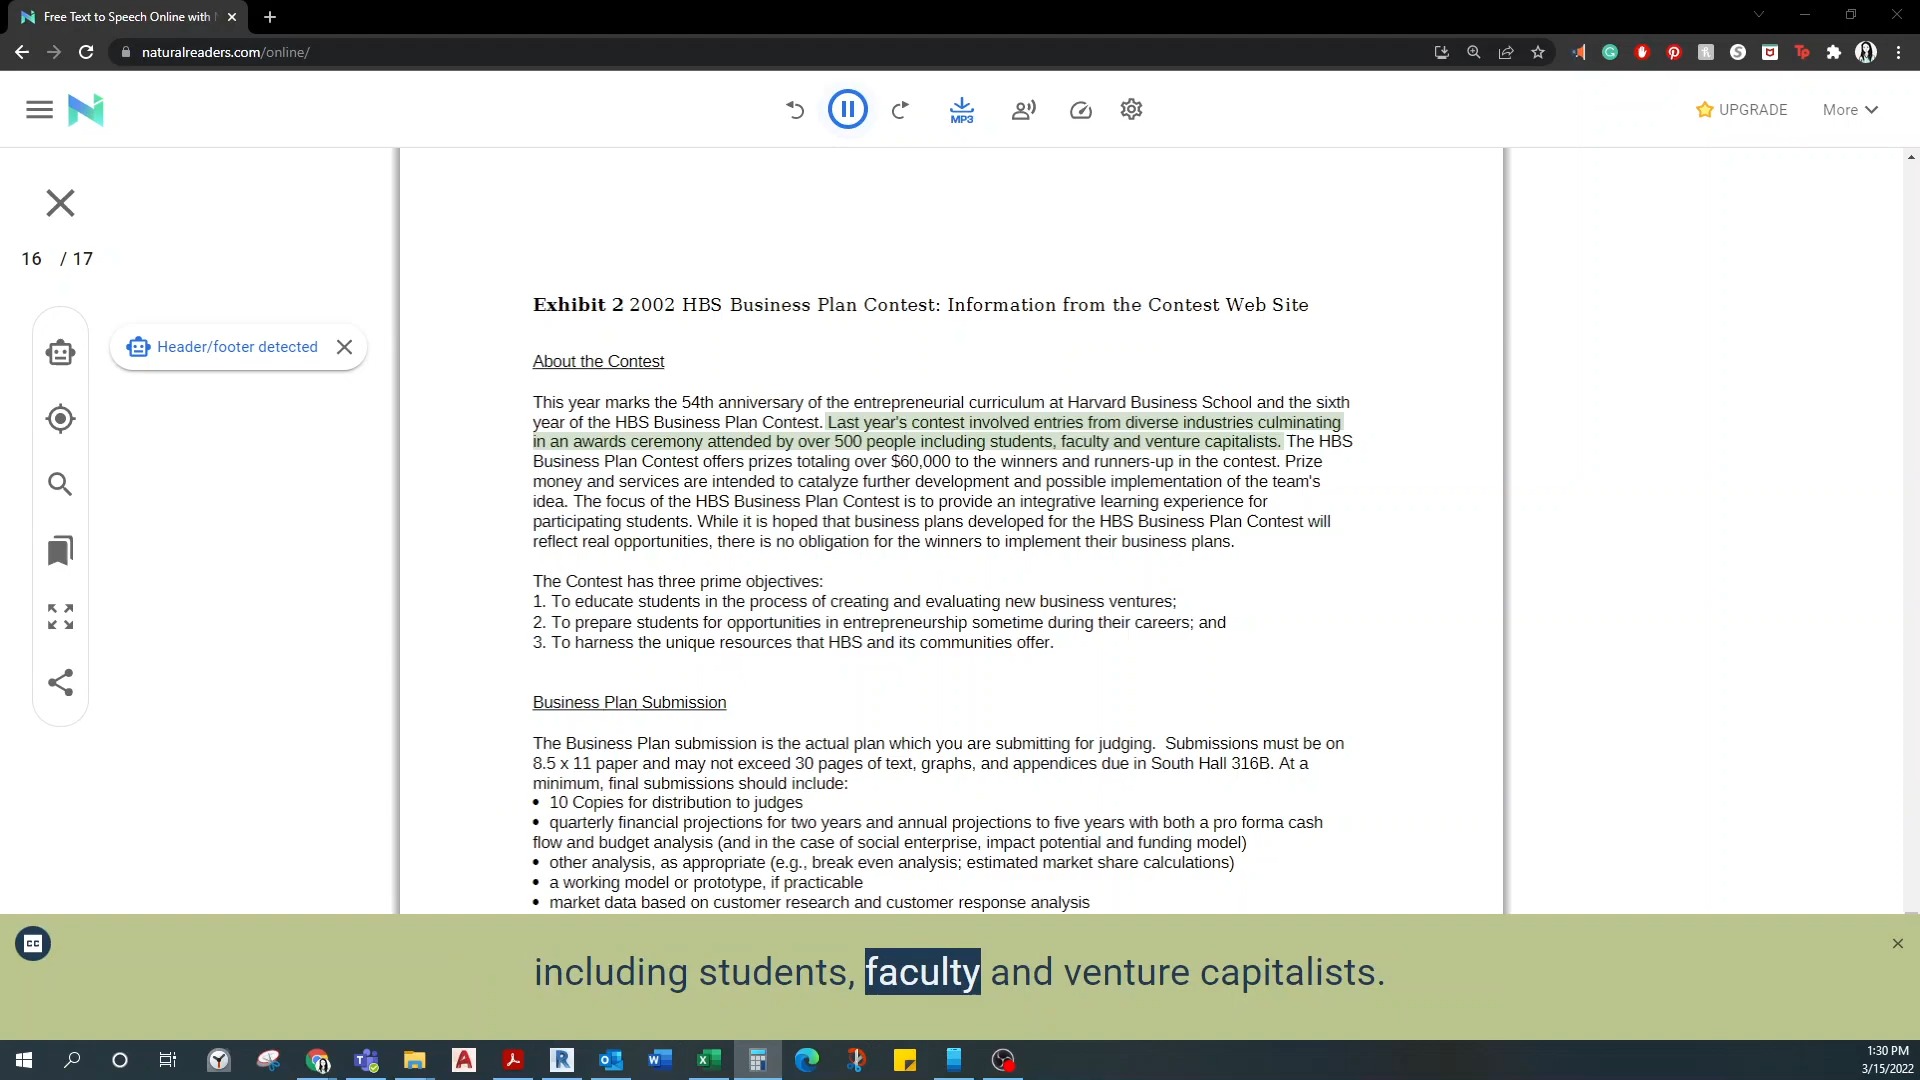 Free Text to Speech Online with
naturalreaders.com/online/
MP3
UPGRADE
More
16 / 17
Header/footer detected
Exhibit 2 2002 HBS Business Plan Contest: Information from the Contest Web Site
About the Contest
This year marks the 54th anniversary of the entrepreneurial curriculum at Harvard Business School and the sixth
year of the HBS Business Plan Contest. Last year's contest involved entries from diverse industries culminating
in an awards ceremony attended by over 500 people including students, faculty and venture capitalists. The HBS
Business Plan Contest offers prizes totaling over $60,000 to the winners and runners-up in the contest. Prize
money and services are intended to catalyze further development and possible implementation of the team's
idea. The focus of the HBS Business Plan Contest is to provide an integrative learning experience for
participating students. While it is hoped that business plans developed for the HBS Business Plan Contest will
reflect real opportunities, there is no obligation for the winners to implement their business plans.
The Contest has three prime objectives:
1. To educate students in the process of creating and evaluating new business ventures;
2. To prepare students for opportunities in entrepreneurship sometime during their careers; and
3. To harness the unique resources that HBS and its communities offer.
Business Plan Submission
The Business Plan submission is the actual plan which you are submitting for judging. Submissions must be on
8.5 x 11 paper and may not exceed 30 pages of text, graphs, and appendices due in South Hall 316B. At a
minimum, final submissions should include:
• 10 Copies for distribution to judges
• quarterly financial projections for two years and annual projections to five years with both a pro forma cash
flow and budget analysis (and in the case of social enterprise, impact potential and funding model)
• other analysis, as appropriate (e.g., break even analysis; estimated market share calculations)
• a working model or prototype, if practicable
• market data based on customer research and customer response analysis
CC
including students, faculty and venture capitalists.
1:30 PM
3/15/2022